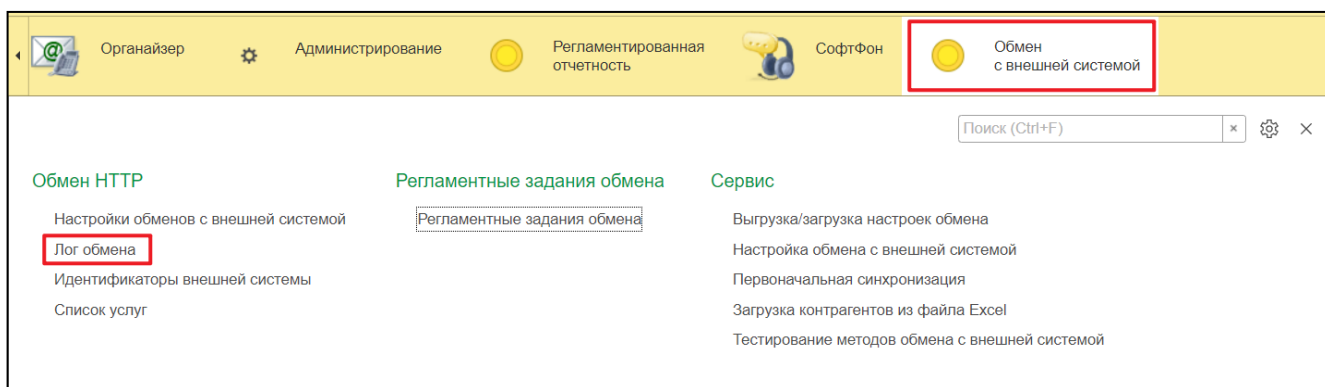 Органайзер
Администрирование
Регламентированная
отчетность
СофтФон
Обмен
с внешней системой
Поиск (Ctrl+F)
Обмен HTTP
Настройки обменов с внешней системой
Лог обмена
Идентификаторы внешней системы
Список услуг
Регламентные задания обмена
Регламентные задания обмена
Сервис
Выгрузка/загрузка настроек обмена
Настройка обмена с внешней системой
Первоначальная синхронизация
Загрузка контрагентов из файла Excel
Тестирование методов обмена с внешней системой